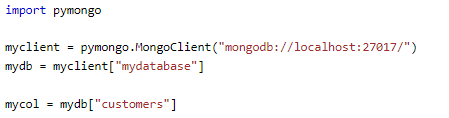 import pymongo
myclient = pymongo.MongoClient("mongodb://localhost:27017/")
mydb = myclient["mydatabase"]
mycol = mydb["customers"]